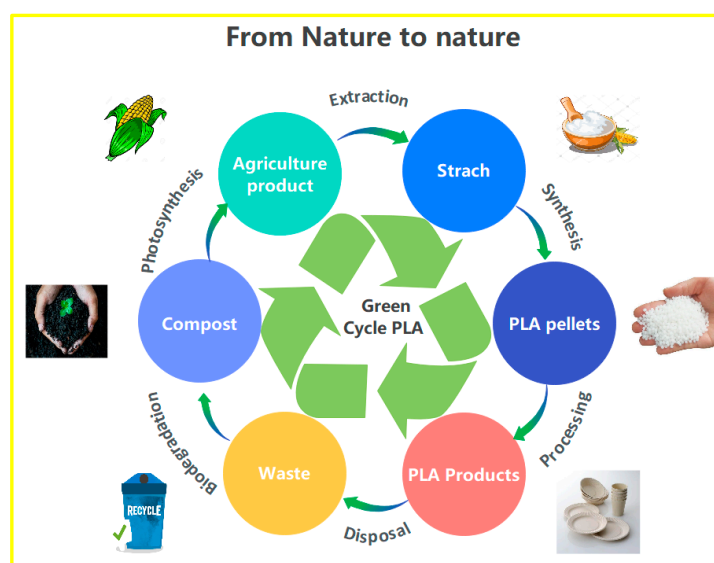 From Nature to nature
Extraction
Agriculture
product
Strach
Synthesis
PLA pellets
Processing
PLA Products
Disposal
Waste
Biodegradation
Compost
Photosynthesis
Green
Cycle PLA
RECYCLE